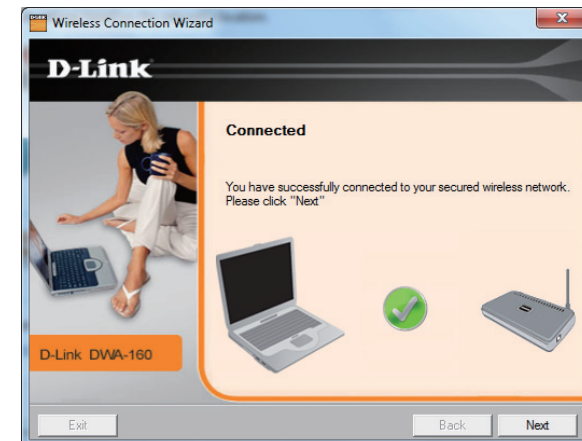 Wireless Connection Wizard
D-Link
Connected
You have successfully connected to your secured wireless network.
Please click "Next"
D-Link DWA-160
Exit
Back
Next